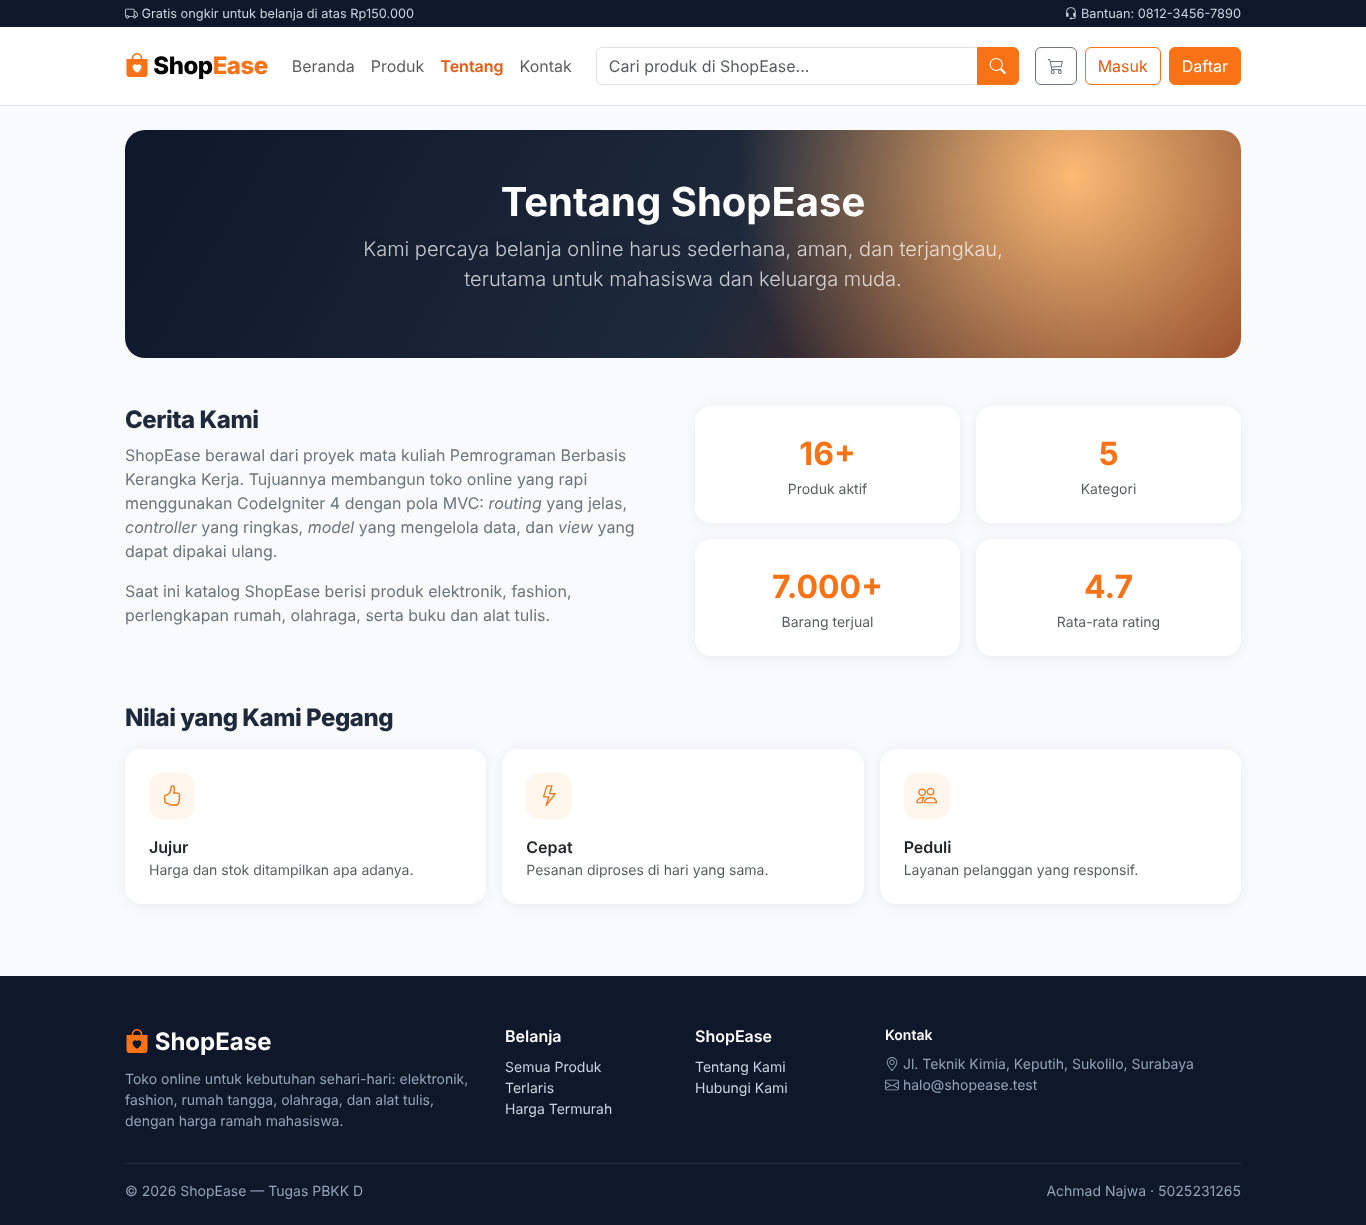 Gratis ongkir untuk belanja di atas Rp150.000
Bantuan: 0812-3456-7890
ShopEase
Beranda
Produk
Tentang
Kontak
Cari produk di ShopEase...
Masuk
Daftar
Tentang ShopEase
Kami percaya belanja online harus sederhana, aman, dan terjangkau,
terutama untuk mahasiswa dan keluarga muda.
Cerita Kami
ShopEase berawal dari proyek mata kuliah Pemrograman Berbasis
Kerangka Kerja. Tujuannya membangun toko online yang rapi
menggunakan CodeIgniter 4 dengan pola MVC: routing yang jelas,
controller yang ringkas, model yang mengelola data, dan view yang
dapat dipakai ulang.
Saat ini katalog ShopEase berisi produk elektronik, fashion,
perlengkapan rumah, olahraga, serta buku dan alat tulis.
16+
Produk aktif
5
Kategori
7.000+
Barang terjual
4.7
Rata-rata rating
Nilai yang Kami Pegang
Jujur
Harga dan stok ditampilkan apa adanya.
Cepat
Pesanan diproses di hari yang sama.
Peduli
Layanan pelanggan yang responsif.
ShopEase
Toko online untuk kebutuhan sehari-hari: elektronik,
fashion, rumah tangga, olahraga, dan alat tulis,
dengan harga ramah mahasiswa.
Belanja
Semua Produk
Terlaris
Harga Termurah
ShopEase
Tentang Kami
Hubungi Kami
Kontak
Jl. Teknik Kimia, Keputih, Sukolilo, Surabaya
halo@shopease.test
© 2026 ShopEase — Tugas PBKK D
Achmad Najwa · 5025231265